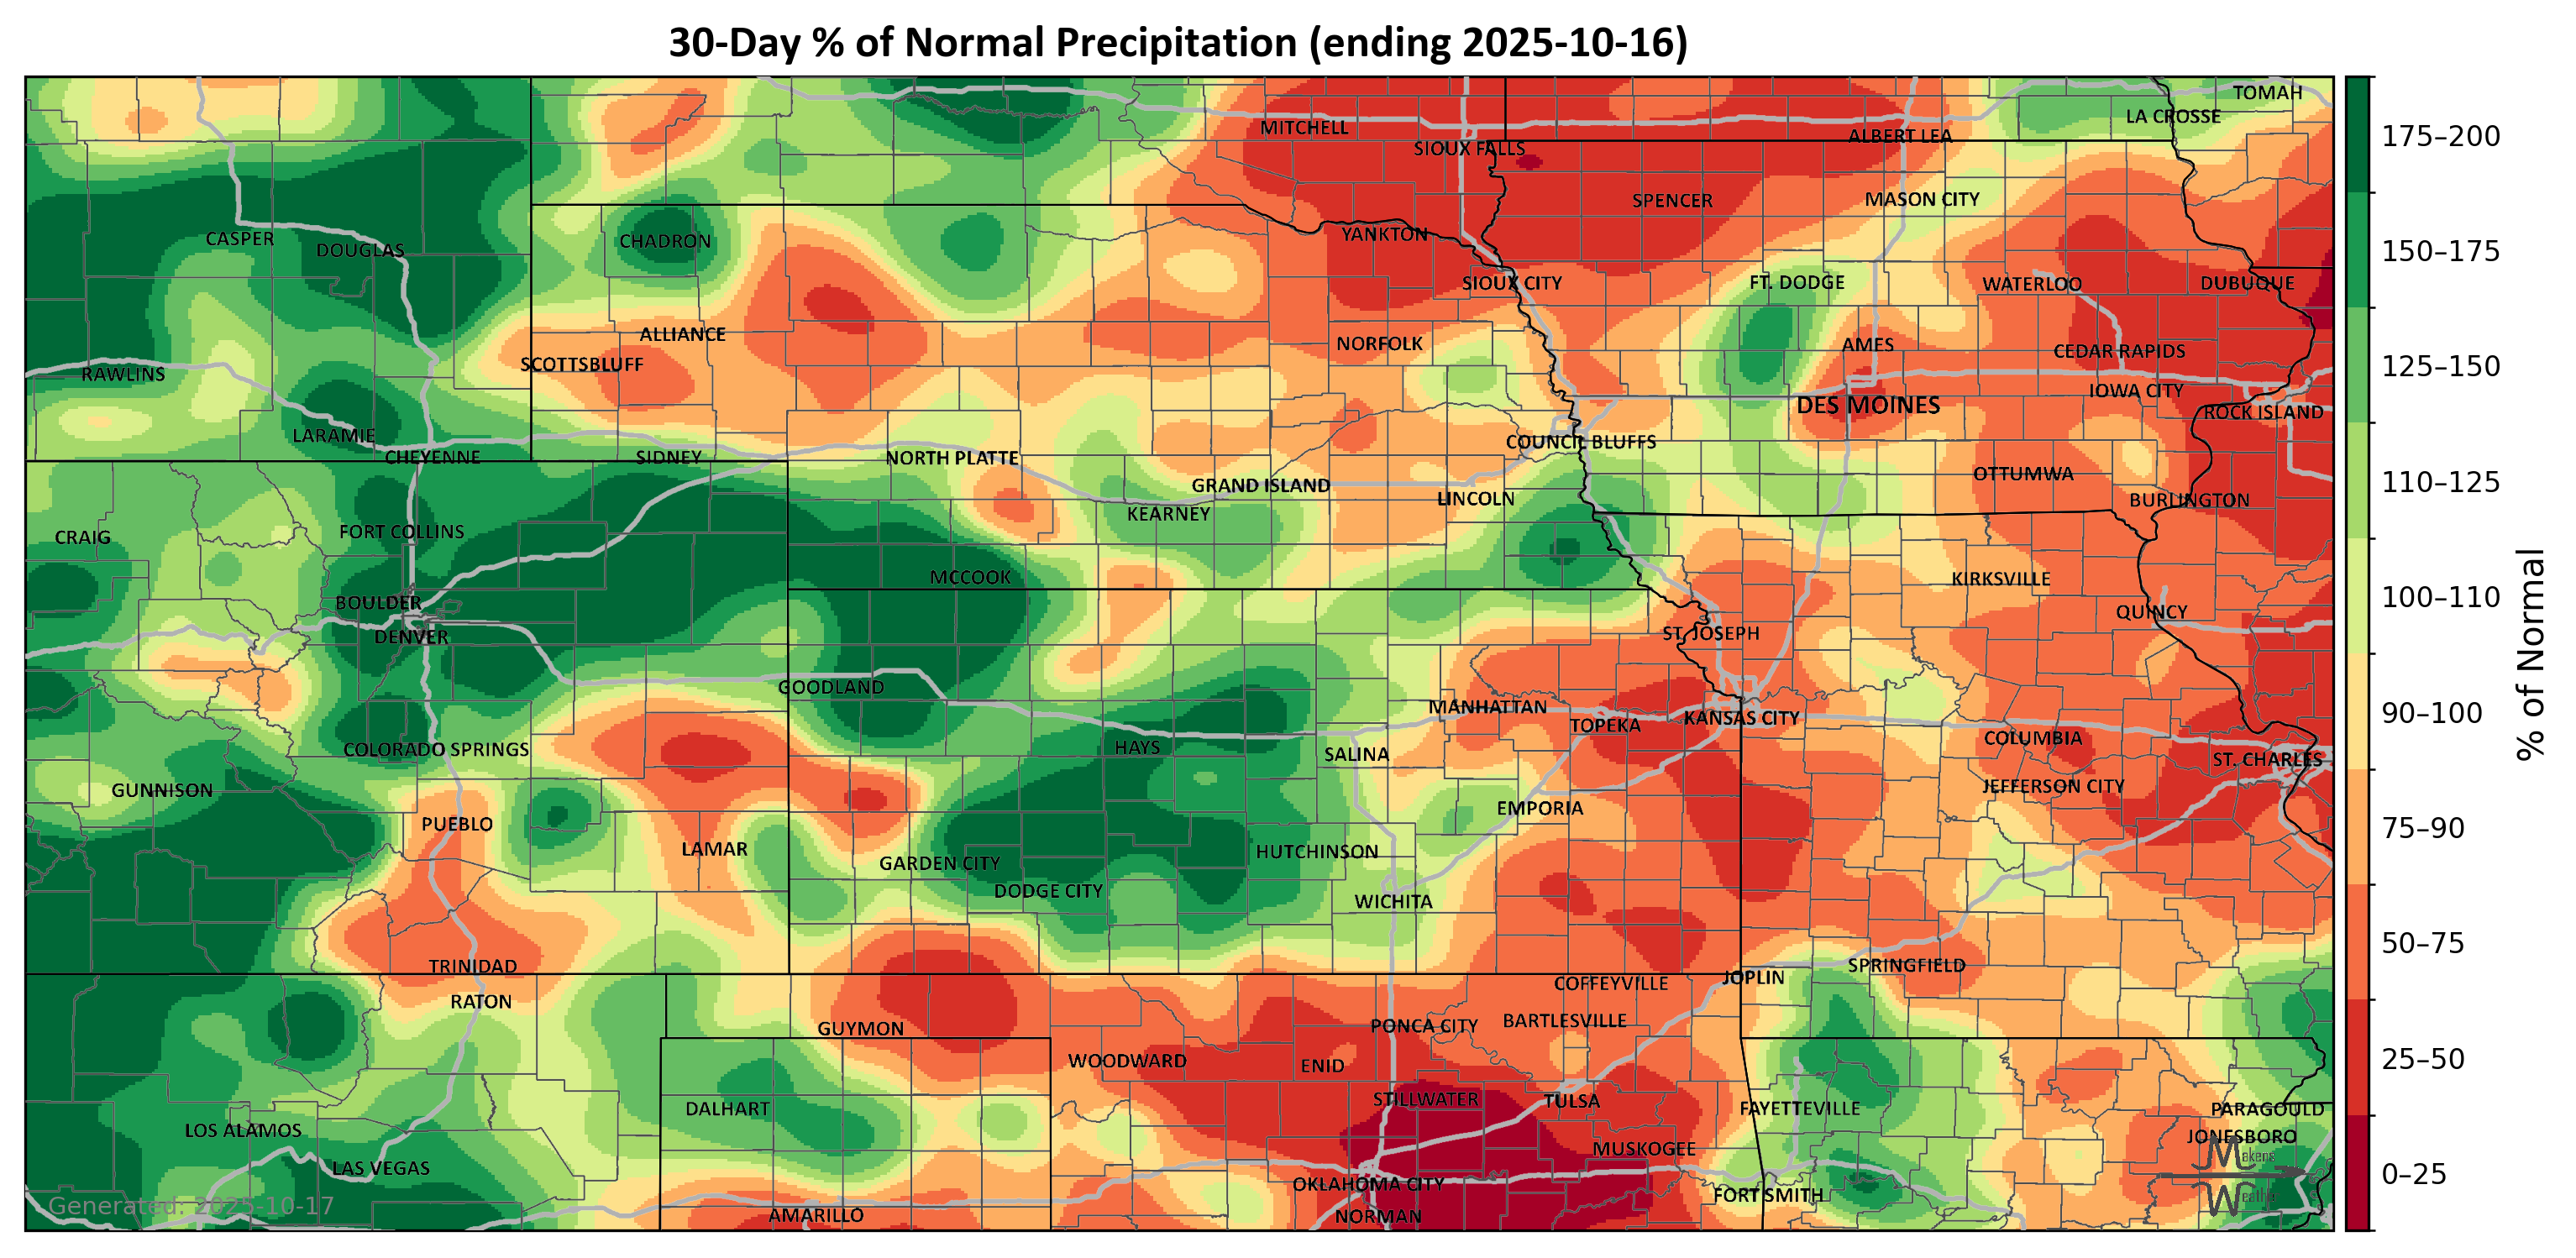 30-Day % of Normal Precipitation (ending 2025-10-16)
TOMAH
LA CROSSE
MITCHELL
ALBERT LEA
SIOUX FALLS
SPENCER
MASON CITY
YANKTON
CASPER
CHADRON
DOUGLAS
SIOUX CITY
FT. DODGE
WATERLOO
DUBUQUE
ALLIANCE
NORFOLK
AMES
CEDAR RAPIDS
SCOTTSBLUFF
RAWLINS
IOWA CITY
DES MOINES
ROCK ISLAND
LARAMIE
COUNCIL BLUFFS
CHEYENNE
SIDNEY
NORTH PLATTE
OTTUMWA
GRAND ISLAND
LINCOLN
BURLINGTON
KEARNEY
FORT COLLINS
CRAIG
MCCOOK
KIRKSVILLE
BOULDER
QUINCY
DENVER
ST. JOSEPH
GOODLAND
MANHATTAN
KANSAS CITY
TOPEKA
COLUMBIA
HAYS
COLORADO SPRINGS
SALINA
ST. CHARLES
GUNNISON
JEFFERSON CITY
EMPORIA
PUEBLO
LAMAR
HUTCHINSON
GARDEN CITY
DODGE CITY
WICHITA
TRINIDAD
SPRINGFIELD
JOPLIN
COFFEYVILLE
RATON
BARTLESVILLE
PONCA CITY
GUYMON
WOODWARD
ENID
STILLWATER
TULSA
DALHART
FAYETTEVILLE
PARAGOULD
LOS ALAMOS
JONESBORO
MUSKOGEE
LAS VEGAS
OKLAHOMA CITY
FORT SMITH
AMARILLO
NORMAN
Generated: 2025-10-17
Makens
175–200
150–175
125–150
110–125
100–110
90–100
75–90
50–75
25–50
0–25
% of Normal